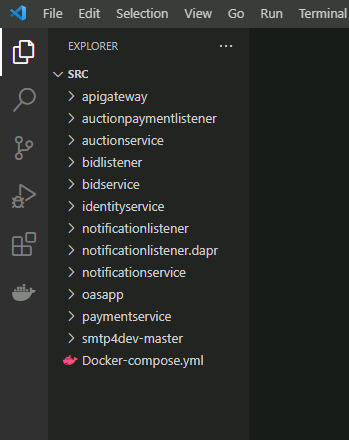 File Edit Selection View Go Run Terminal
EXPLORER ...
SRC
apigateway
auctionpaymentlistener
auctionservice
bidlistener
bidservice
identityservice
notificationlistener
notificationlistener.dapr
notificationservice
oasapp
paymentservice
smtp4dev-master
Docker-compose.yml